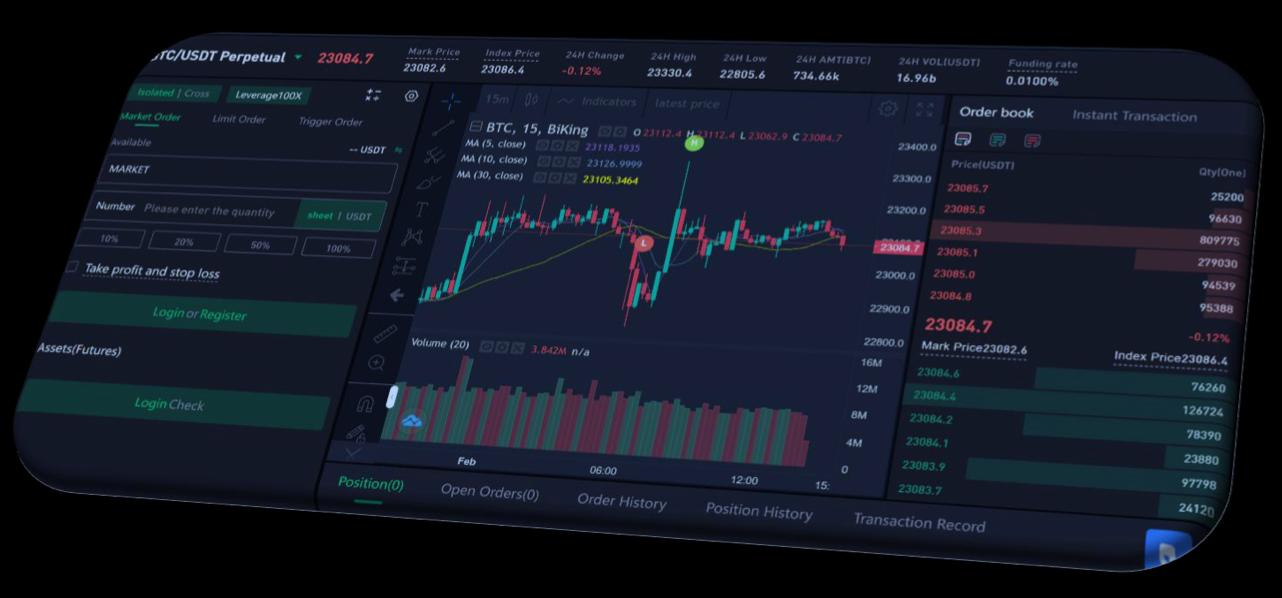 BTC/USDT Perpetual 23084.7
Mark Price 23082.6
Index Price 23086.4
24H Change -0.12%
24H High 23330.4
24H Low 22805.6
24H AMT(BTC) 734.66k
24H VOL(USDT) 16.96b
Funding rate 0.0100%
Isolated | Cross
Leverage100X
Market Order
Limit Order
Trigger Order
Available
-- USDT
MARKET
Number Please enter the quantity
sheet | USDT
10% 20% 50% 100%
Take profit and stop loss
Login or Register
Assets(Futures)
Login Check
15m
Indicators
latest price
BTC, 15, BiKing
O 23112.4 H 23112.4 L 23062.9 C 23084.7
MA (5, close) 23118.1935
MA (10, close) 23126.9999
MA (30, close) 23105.3464
H
L
23400.0
23300.0
23200.0
23084.7
23000.0
22900.0
22800.0
Volume (20) 3.842M n/a
16M
12M
8M
4M
0
Feb 06:00 12:00 15:
Position(0)
Open Orders(0)
Order History
Position History
Transaction Record
Order book
Instant Transaction
Price(USDT) Qty(One)
23085.7 25200
23085.5 96630
23085.3 809775
23085.1 279030
23085.0 94539
23084.8 95388
23084.7 -0.12%
Mark Price23082.6 Index Price23086.4
23084.6 76260
23084.4 126724
23084.2 78390
23084.1 23880
23083.9 97798
23083.7 24120